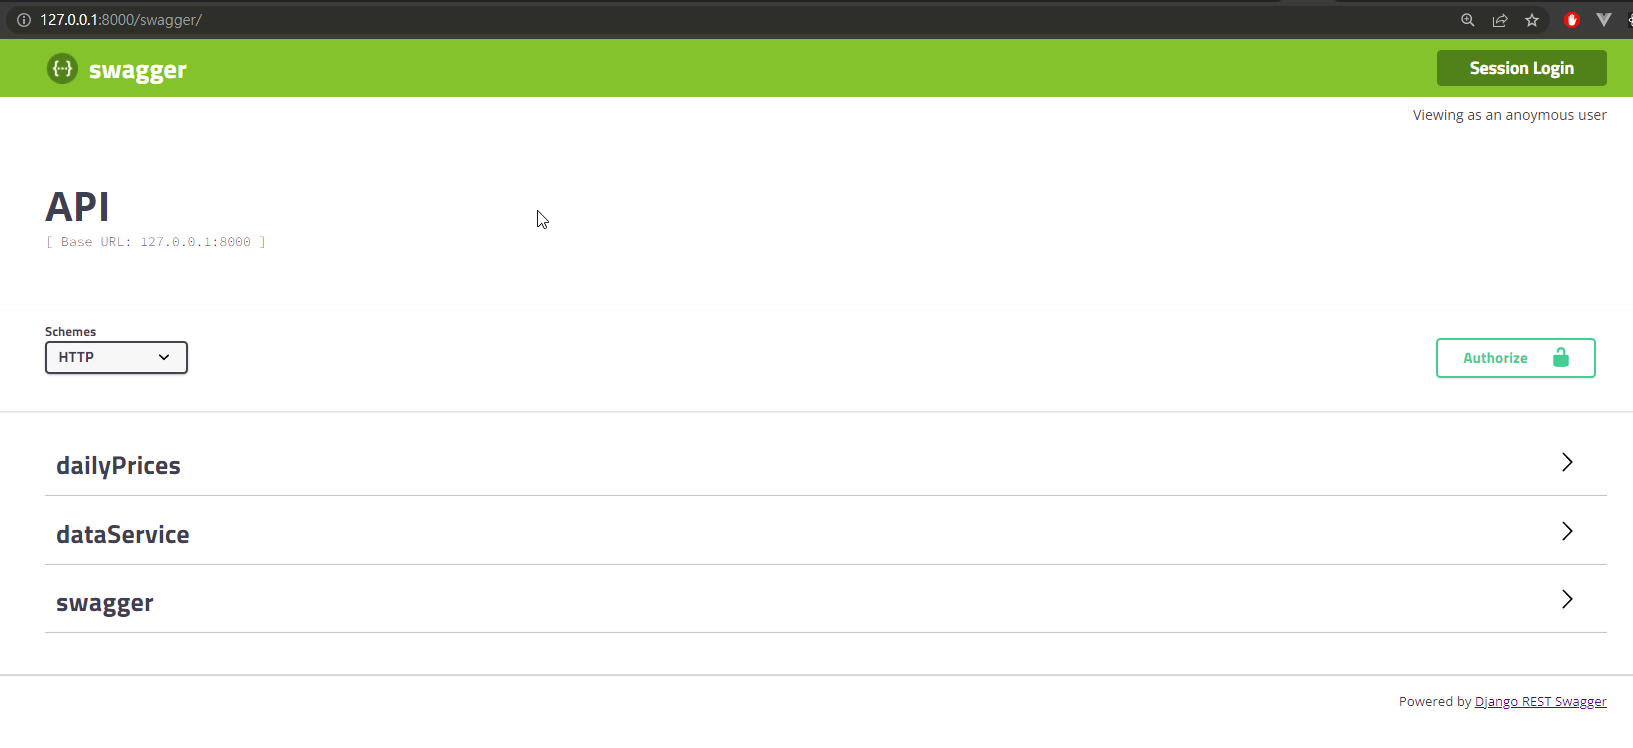 127.0.0.1:8000/swagger/
{··} swagger
Session Login
Viewing as an anoymous user
API
[ Base URL: 127.0.0.1:8000 ]
Schemes
HTTP
Authorize
dailyPrices
dataService
swagger
Powered by Django REST Swagger